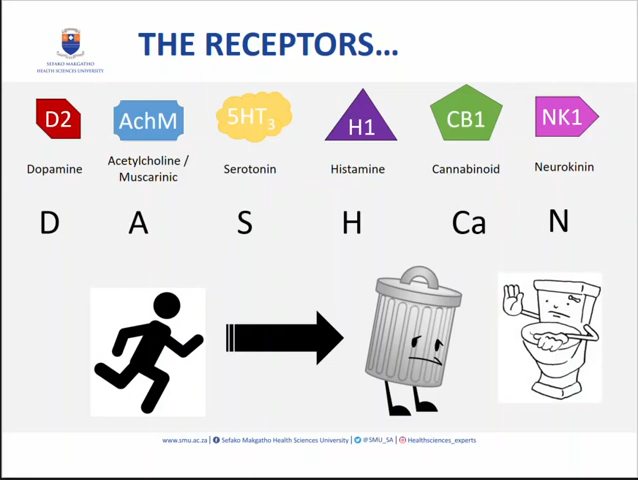 SEFAKO MAKGATHO
HEALTH SCIENCES UNIVERSITY
THE RECEPTORS...
D2
AchM
5HT3
H1
CB1
NK1
Dopamine
Acetylcholine /
Muscarinic
Serotonin
Histamine
Cannabinoid
Neurokinin
D A S H Ca N
www.smu.ac.za | Sefako Makgatho Health Sciences University | @SMU_SA | Healthsciences_experts